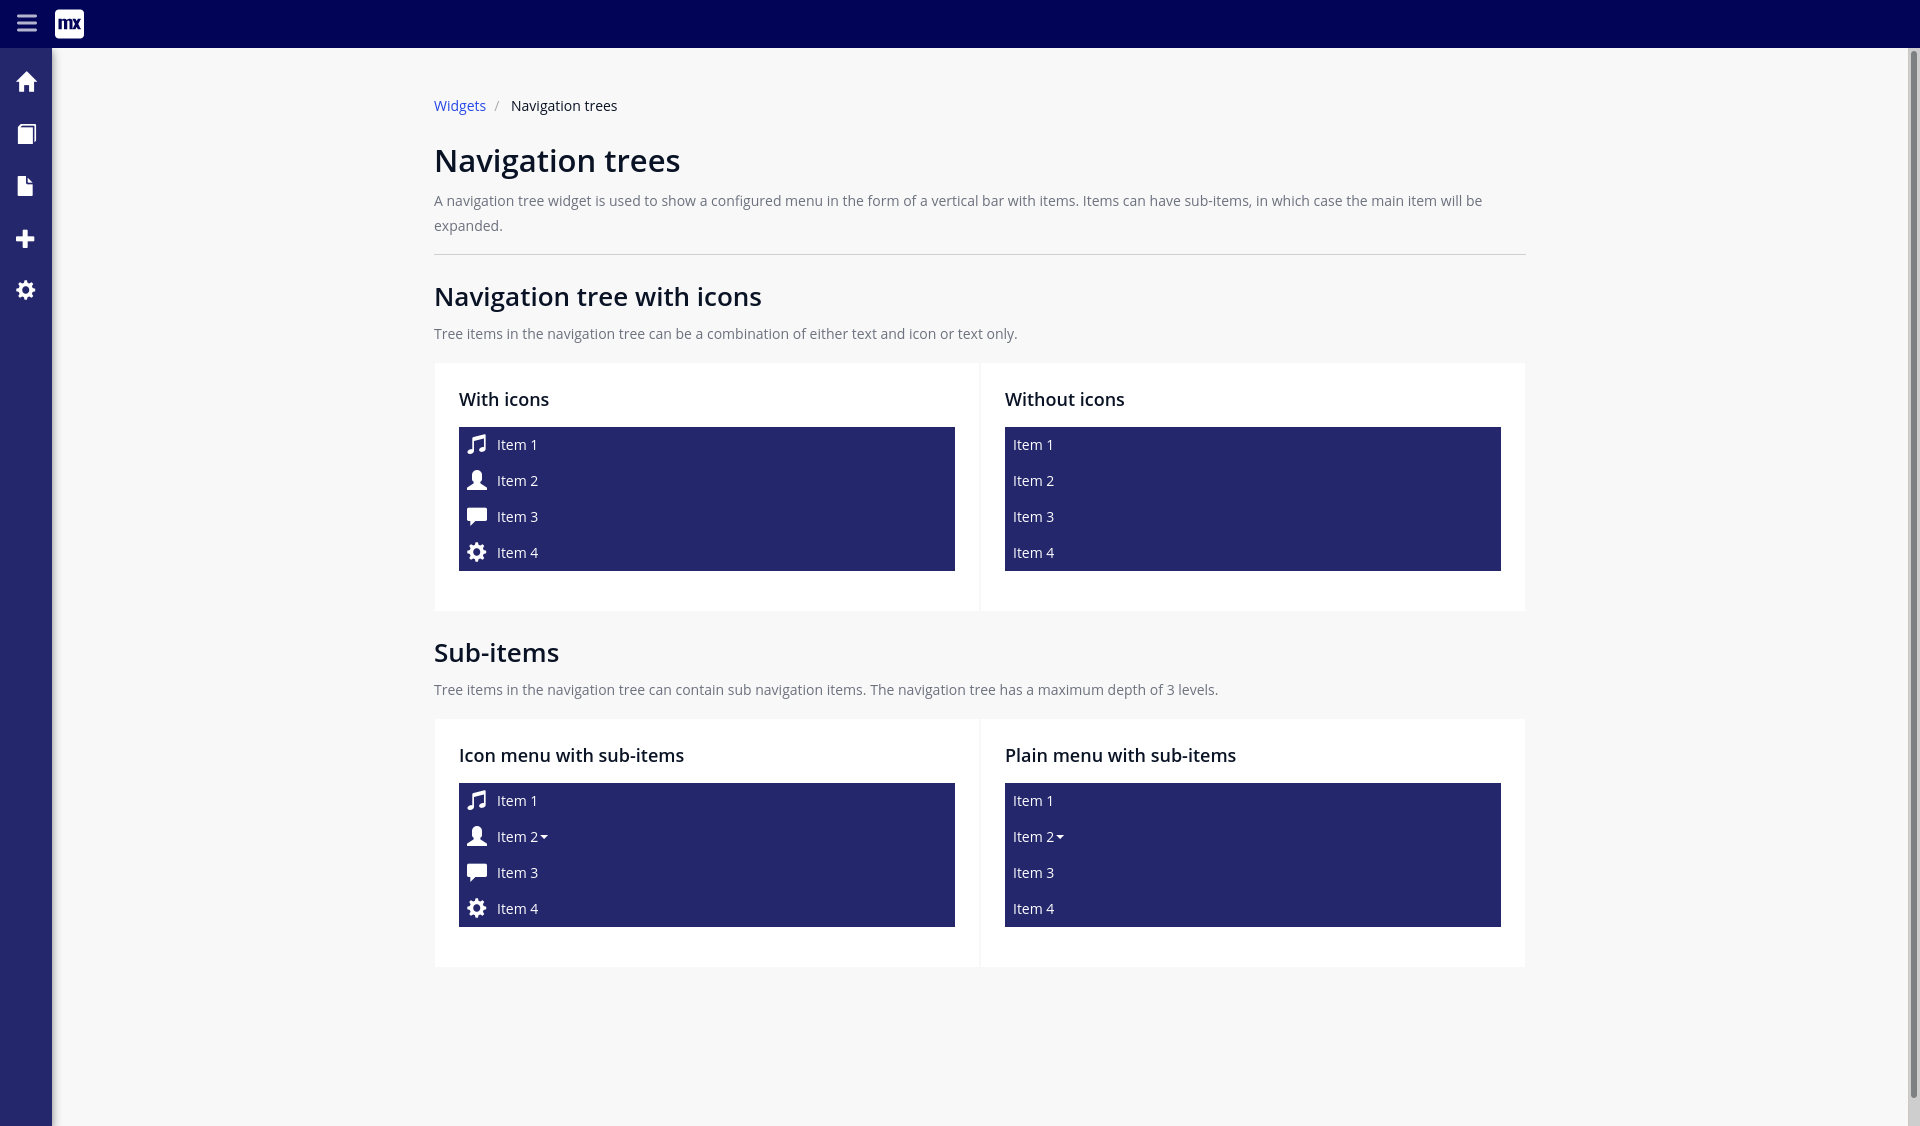 mx
Widgets / Navigation trees
Navigation trees
A navigation tree widget is used to show a configured menu in the form of a vertical bar with items. Items can have sub-items, in which case the main item will be
expanded.
Navigation tree with icons
Tree items in the navigation tree can be a combination of either text and icon or text only.
With icons
Item 1
Item 2
Item 3
Item 4
Without icons
Item 1
Item 2
Item 3
Item 4
Sub-items
Tree items in the navigation tree can contain sub navigation items. The navigation tree has a maximum depth of 3 levels.
Icon menu with sub-items
Item 1
Item 2
Item 3
Item 4
Plain menu with sub-items
Item 1
Item 2
Item 3
Item 4